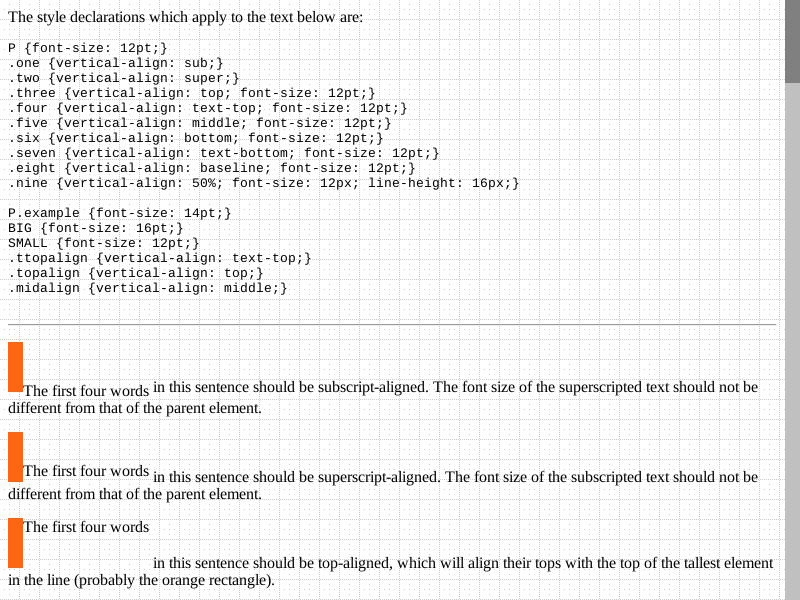 The style declarations which apply to the text below are:
P {font-size: 12pt;}
.one {vertical-align: sub;}
.two {vertical-align: super;}
.three {vertical-align: top; font-size: 12pt;}
.four {vertical-align: text-top; font-size: 12pt;}
.five {vertical-align: middle; font-size: 12pt;}
.six {vertical-align: bottom; font-size: 12pt;}
.seven {vertical-align: text-bottom; font-size: 12pt;}
.eight {vertical-align: baseline; font-size: 12pt;}
.nine {vertical-align: 50%; font-size: 12px; line-height: 16px;}
P.example {font-size: 14pt;}
BIG {font-size: 16pt;}
SMALL {font-size: 12pt;}
.ttopalign {vertical-align: text-top;}
.topalign {vertical-align: top;}
.midalign {vertical-align: middle;}
The first four words in this sentence should be subscript-aligned. The font size of the superscripted text should not be
different from that of the parent element.
The first four words in this sentence should be superscript-aligned. The font size of the subscripted text should not be
different from that of the parent element.
The first four words in this sentence should be top-aligned, which will align their tops with the top of the tallest element
in the line (probably the orange rectangle).